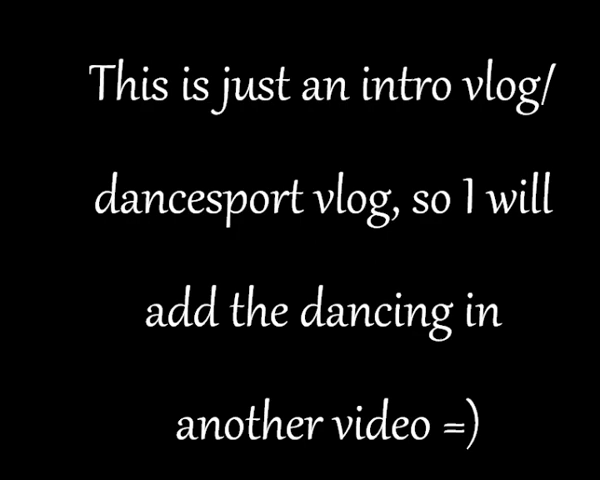 This is just an intro vlog/
dancesport vlog, so I will
add the dancing in
another video =)